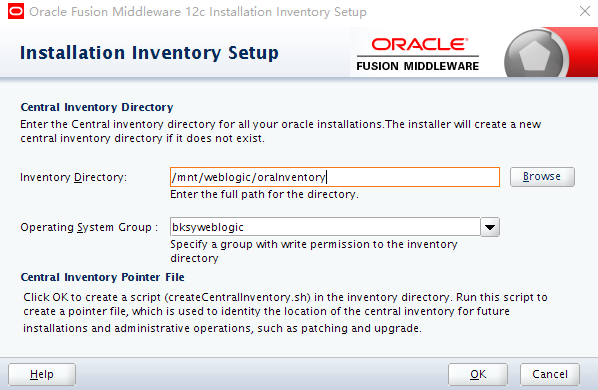 Oracle Fusion Middleware 12c Installation Inventory Setup
Installation Inventory Setup
ORACLE
FUSION MIDDLEWARE
Central Inventory Directory
Enter the Central inventory directory for all your oracle installations.The installer will create a new
central inventory directory if it does not exist.
Inventory Directory:
/mnt/weblogic/oraInventory
Browse
Enter the full path for the directory.
Operating System Group :
bksyweblogic
Specify a group with write permission to the inventory
directory
Central Inventory Pointer File
Click OK to create a script (createCentralInventory.sh) in the inventory directory. Run this script to
create a pointer file, which is used to identity the location of the central inventory for future
installations and administrative operations, such as patching and upgrade.
Help
OK
Cancel